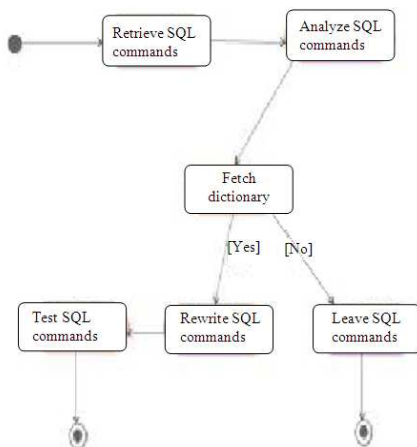 Retrieve SQL
commands
Analyze SQL
commands
Fetch
dictionary
[Yes]
[No]
Test SQL
commands
Rewrite SQL
commands
Leave SQL
commands